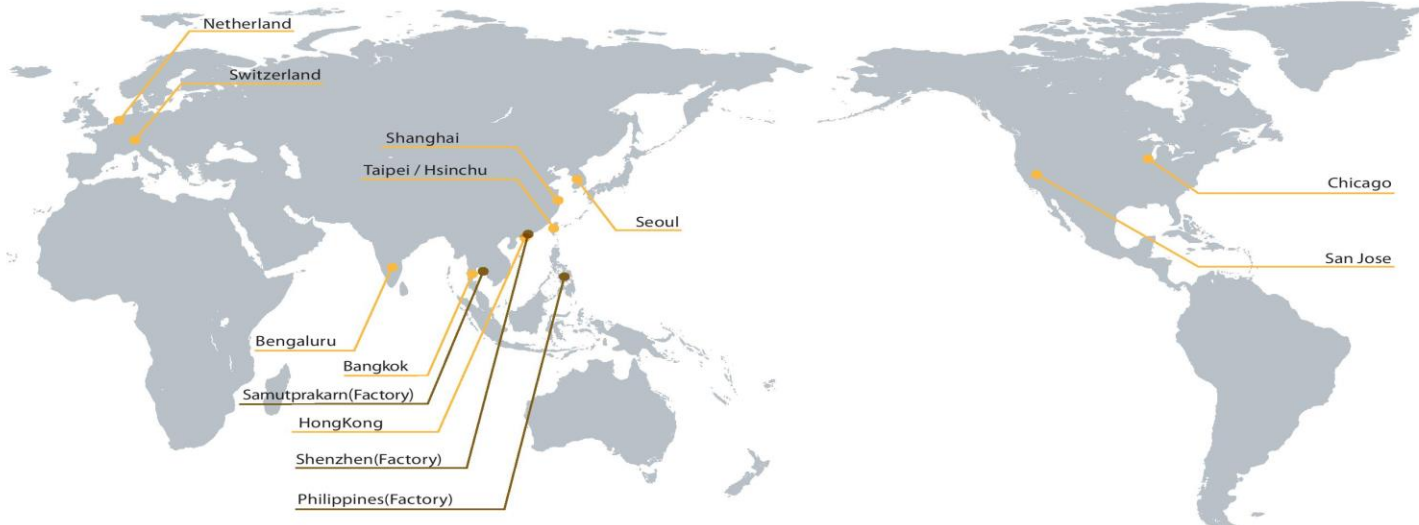 Netherland
Switzerland
Shanghai
Taipei / Hsinchu
Seoul
Chicago
San Jose
Bengaluru
Bangkok
Samutprakarn(Factory)
HongKong
Shenzhen(Factory)
Philippines(Factory)